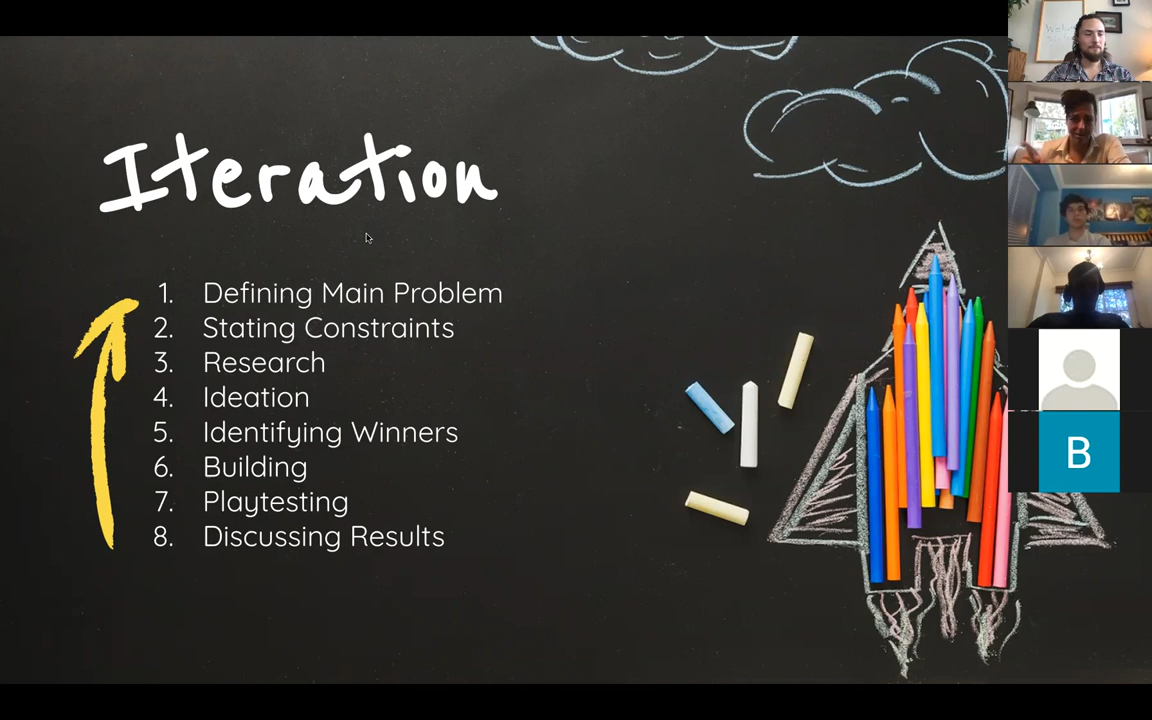 Iteration
1. Defining Main Problem
2. Stating Constraints
3. Research
4. Ideation
5. Identifying Winners
6. Building
7. Playtesting
8. Discussing Results
B